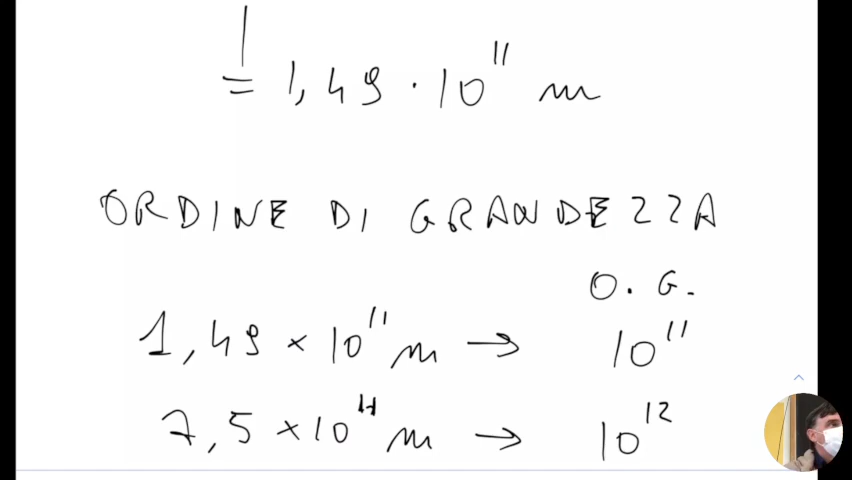 = 1,49 · 10¹¹ m
ORDINE DI GRANDEZZA
O. G.
1,49 × 10¹¹ m → 10¹¹
7,5 × 10¹¹ m → 10¹²